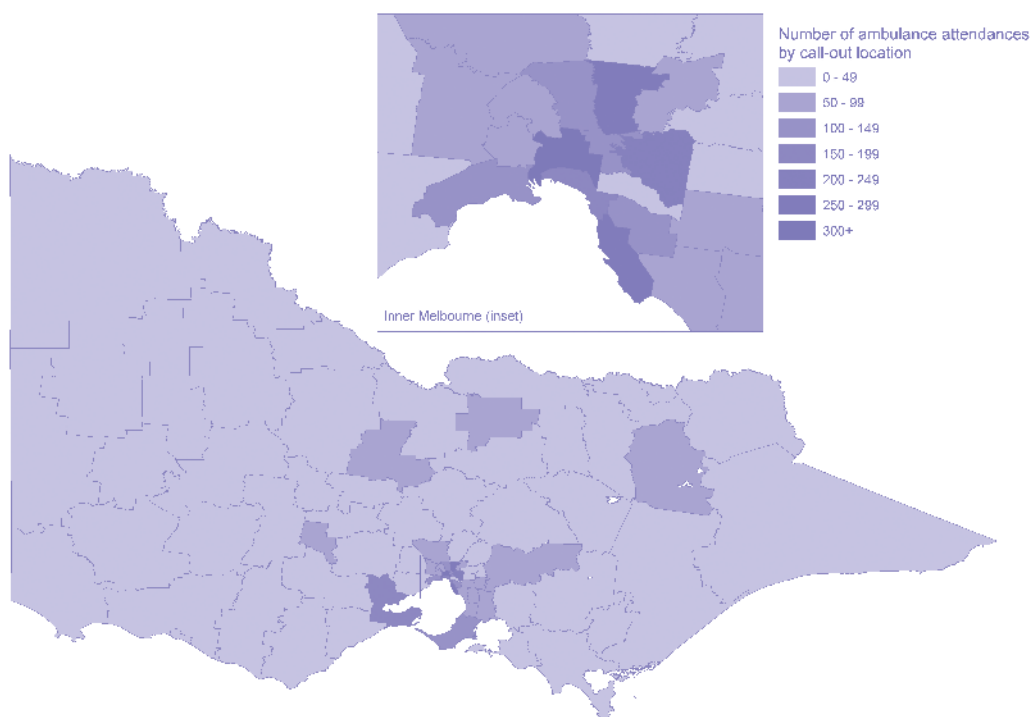 Number of ambulance attendances
by call-out location
0 - 49
50 - 99
100 - 149
150 - 199
200 - 249
250 - 299
300+
Inner Melbourne (inset)